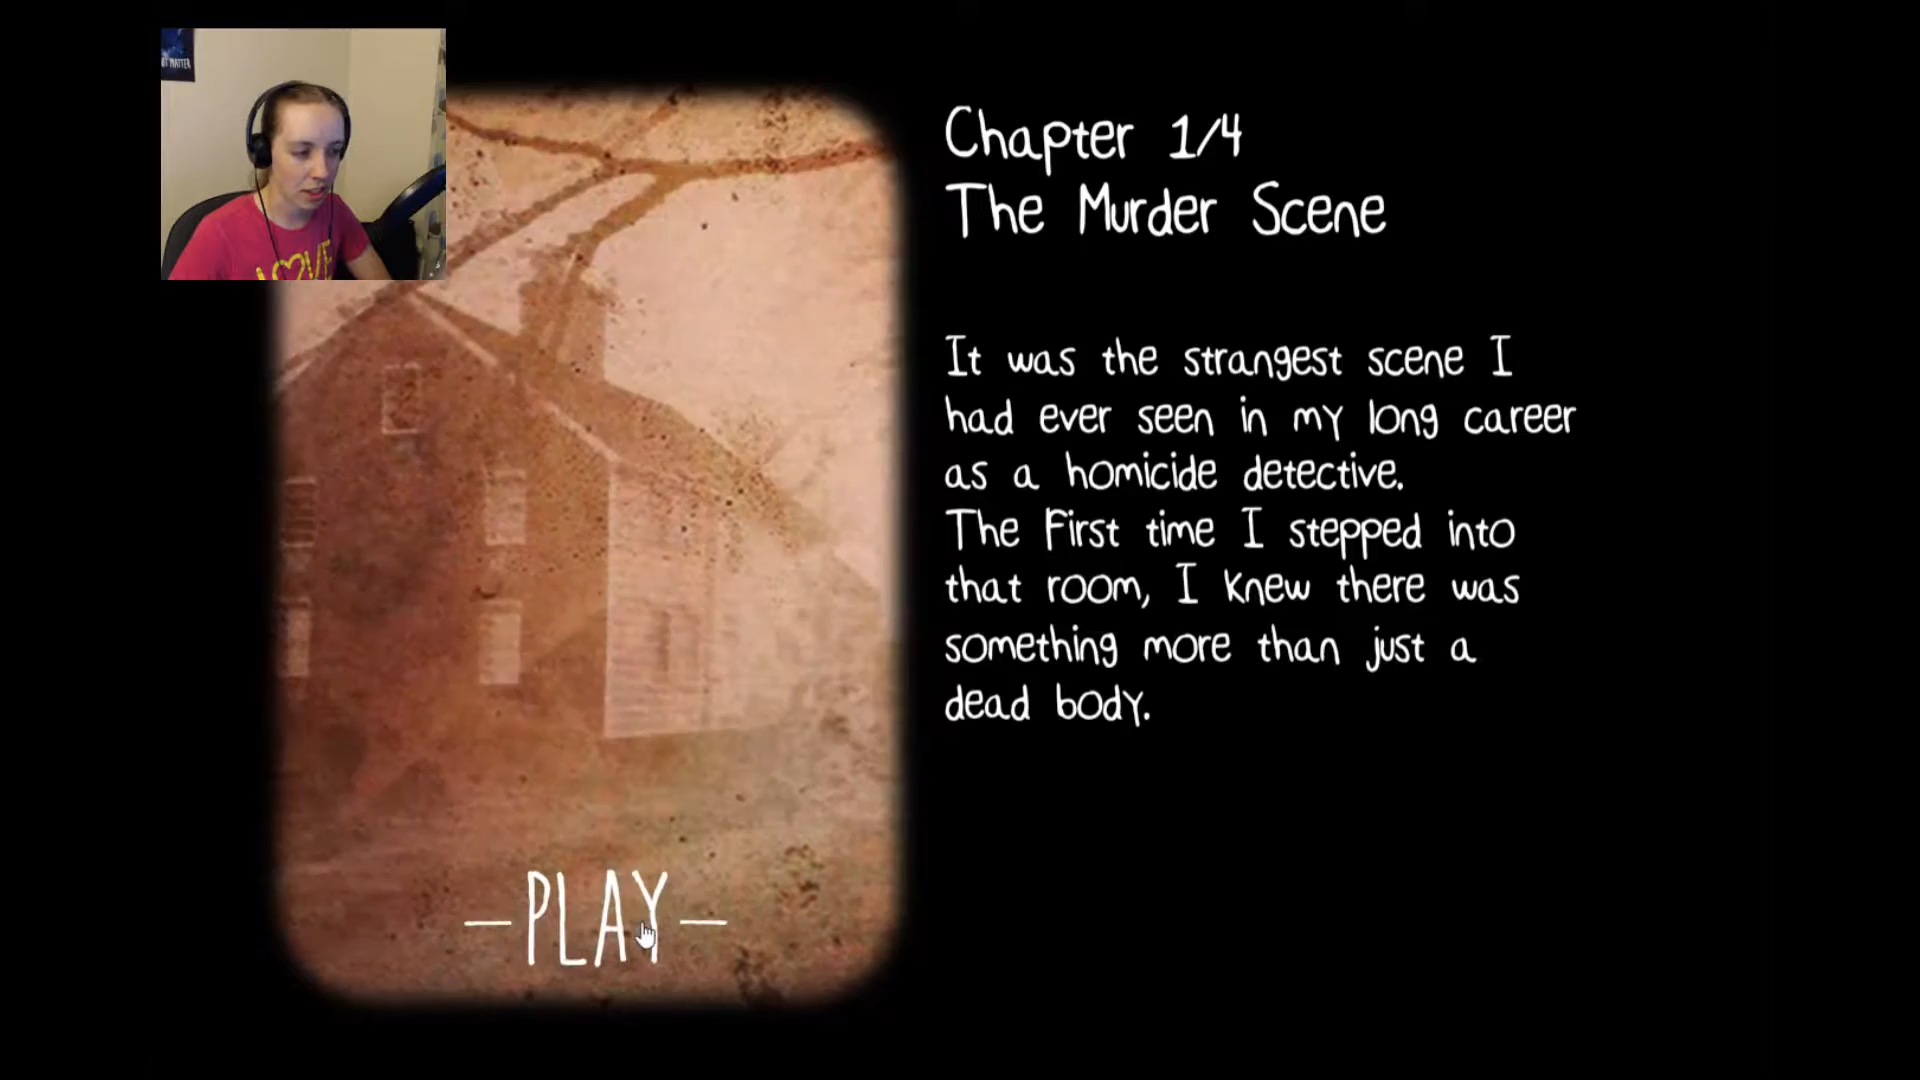 MATTER
LOVE
Chapter 1/4
The Murder Scene
It was the strangest scene I
had ever seen in my long career
as a homicide detective.
The First time I stepped into
that room, I knew there was
something more than just a
dead body.
-PLAY-